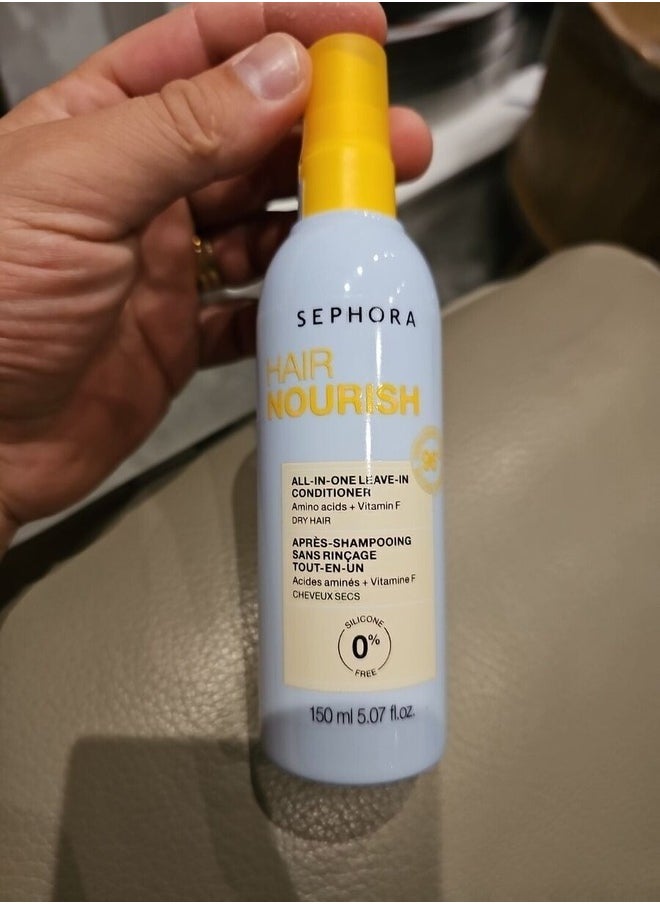 SEPHORA
HAIR
NOURISH
ALL-IN-ONE LEAVE-IN
CONDITIONER
Amino acids + Vitamin F
DRY HAIR
APRÈS-SHAMPOOING
SANS RINÇAGE
TOUT-EN-UN
Acides aminés + Vitamine F
CHEVEUX SECS
SILICONE
0%
FREE
150 ml 5.07 fl.oz.